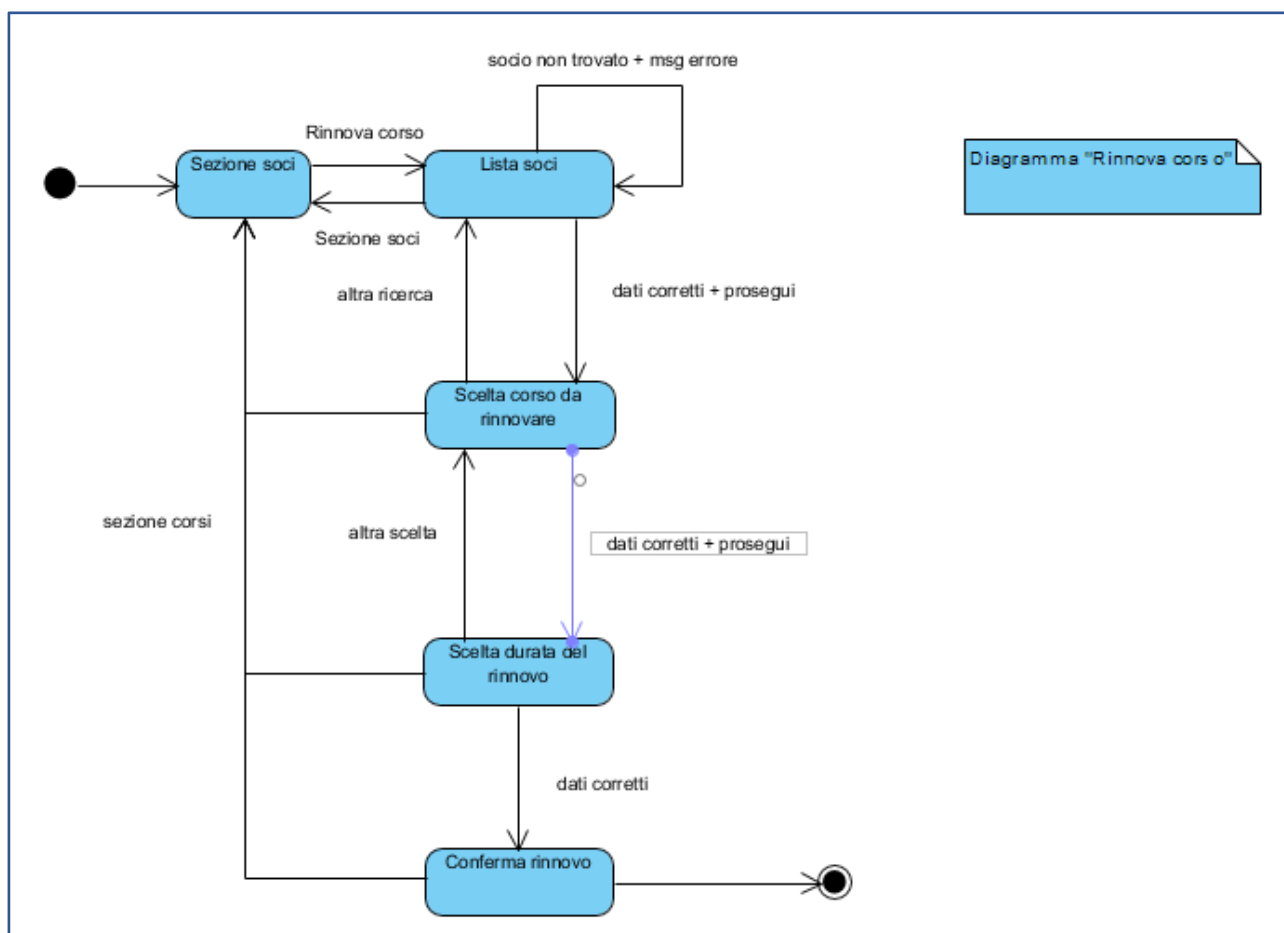 socio non trovato + msg errore
Rinnova corso
Sezione soci
Lista soci
Diagramma "Rinnova cors o"
Sezione soci
altra ricerca
dati corretti + prosegui
Scelta corso da
rinnovare
sezione corsi
altra scelta
dati corretti + prosegui
Scelta durata del
rinnovo
dati corretti
Conferma rinnovo